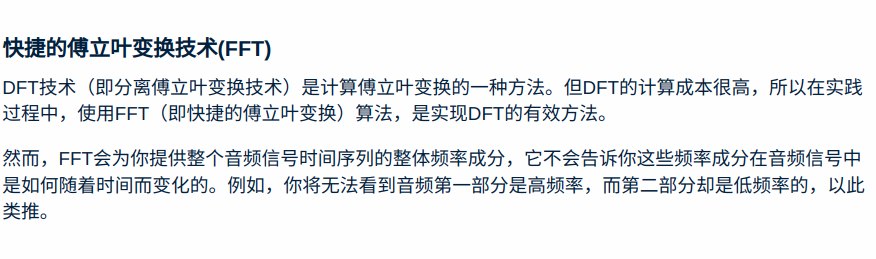 快捷的傅立叶变换技术(FFT)
DFT技术（即分离傅立叶变换技术）是计算傅立叶变换的一种方法。但DFT的计算成本很高，所以在实践
过程中，使用FFT（即快捷的傅立叶变换）算法，是实现DFT的有效方法。
然而，FFT会为你提供整个音频信号时间序列的整体频率成分，它不会告诉你这些频率成分在音频信号中
是如何随着时间而变化的。例如，你将无法看到音频第一部分是高频率，而第二部分却是低频率的，以此
类推。